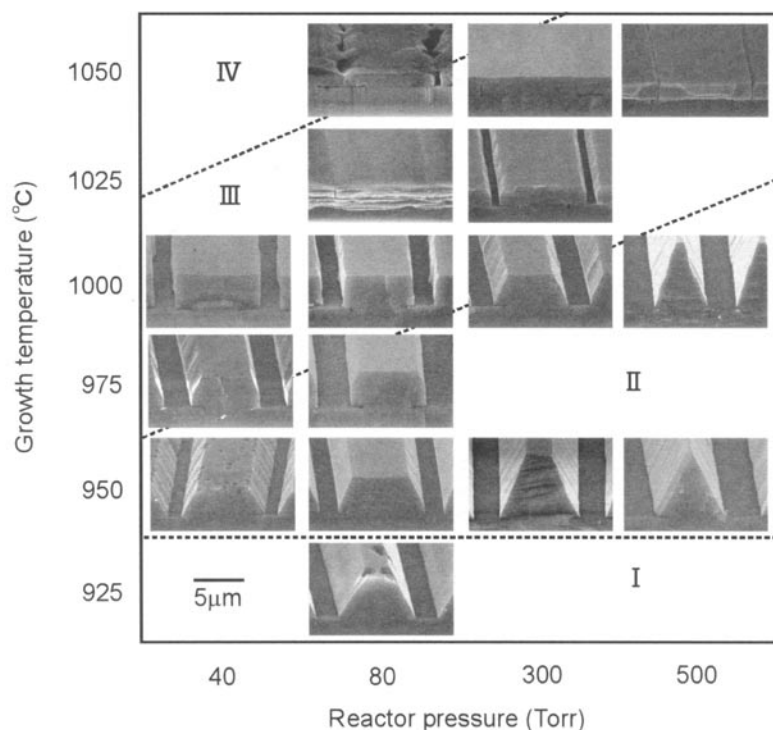 1050
IV
1025
III
1000
975
II
950
925
5μm
I
40
80
300
500
Growth temperature (°C)
Reactor pressure (Torr)